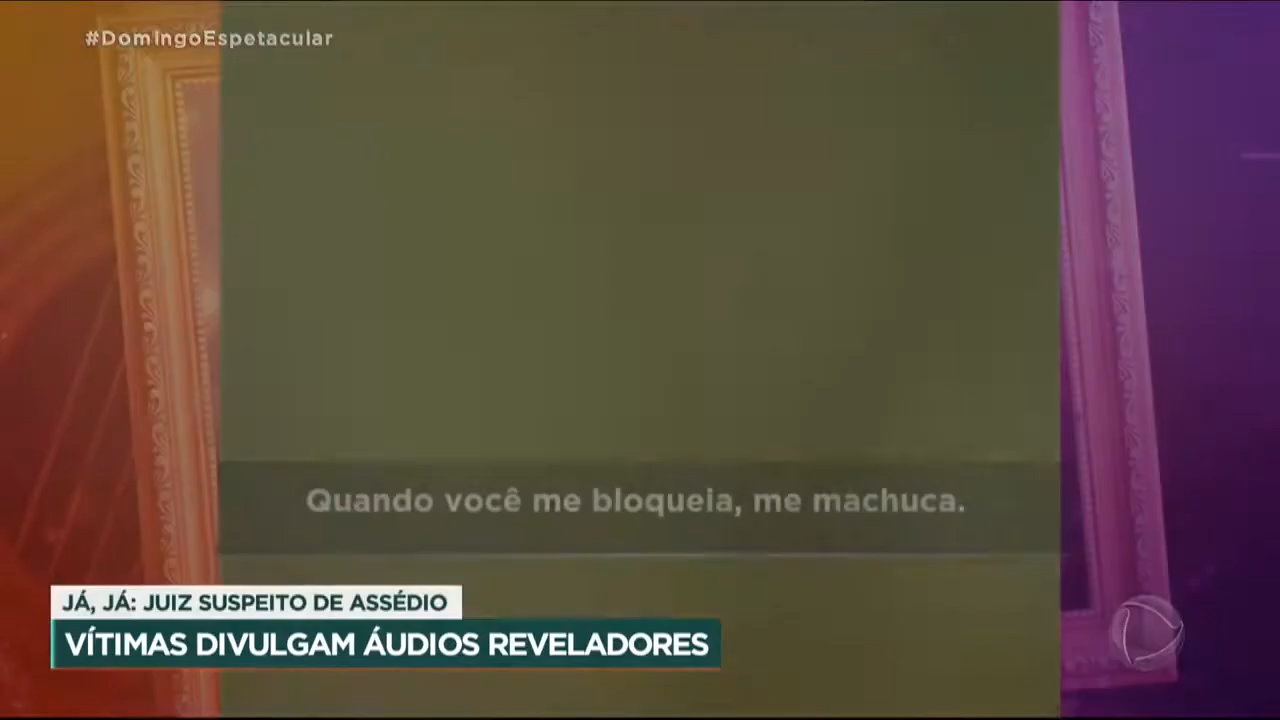 #DomingoEspetacular
Quando você me bloqueia, me machuca.
JÁ, JÁ: JUIZ SUSPEITO DE ASSÉDIO
VÍTIMAS DIVULGAM ÁUDIOS REVELADORES